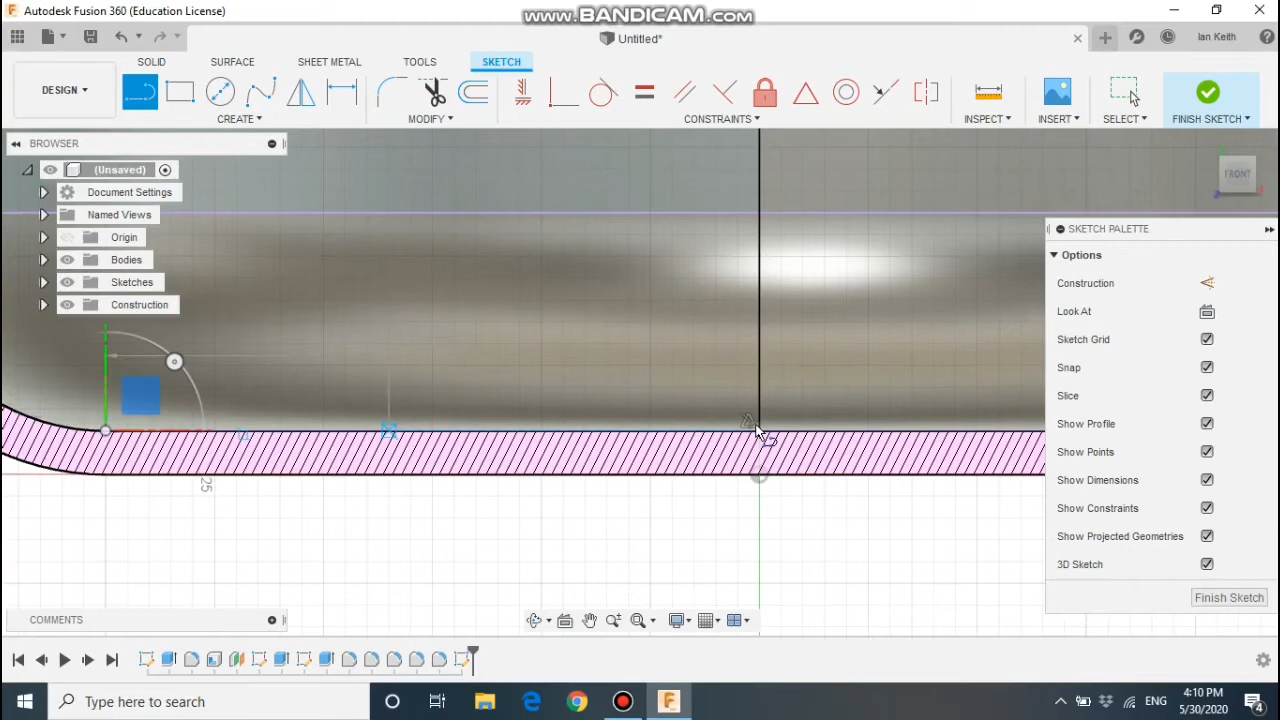 Autodesk Fusion 360 (Education License)
www.BANDICAM.com
Untitled*
Ian Keith
SOLID
SURFACE
SHEET METAL
TOOLS
SKETCH
DESIGN
CREATE
MODIFY
CONSTRAINTS
INSPECT
INSERT
SELECT
FINISH SKETCH
BROWSER
(Unsaved)
Document Settings
Named Views
Origin
Bodies
Sketches
Construction
FRONT
SKETCH PALETTE
Options
Construction
Look At
Sketch Grid
Snap
Slice
Show Profile
Show Points
Show Dimensions
Show Constraints
Show Projected Geometries
3D Sketch
Finish Sketch
25
COMMENTS
Type here to search
ENG
4:10 PM
5/30/2020
4